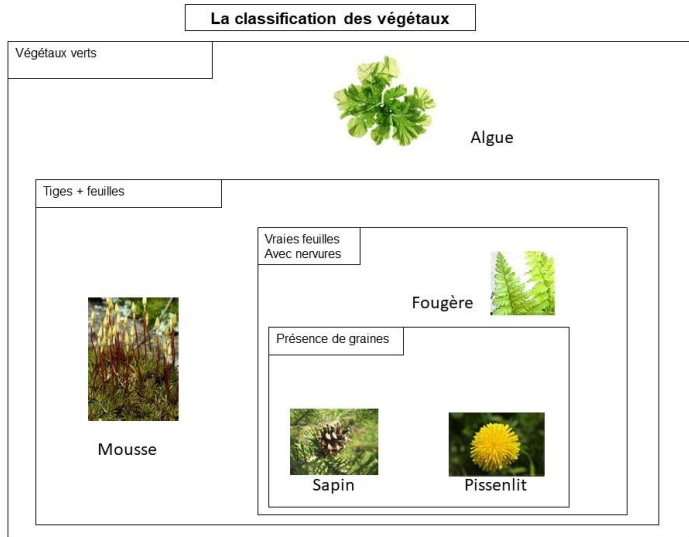 La classification des végétaux
Végétaux verts
Algue
Tiges + feuilles
Vraies feuilles
Avec nervures
Fougère
Présence de graines
Mousse
Sapin
Pissenlit